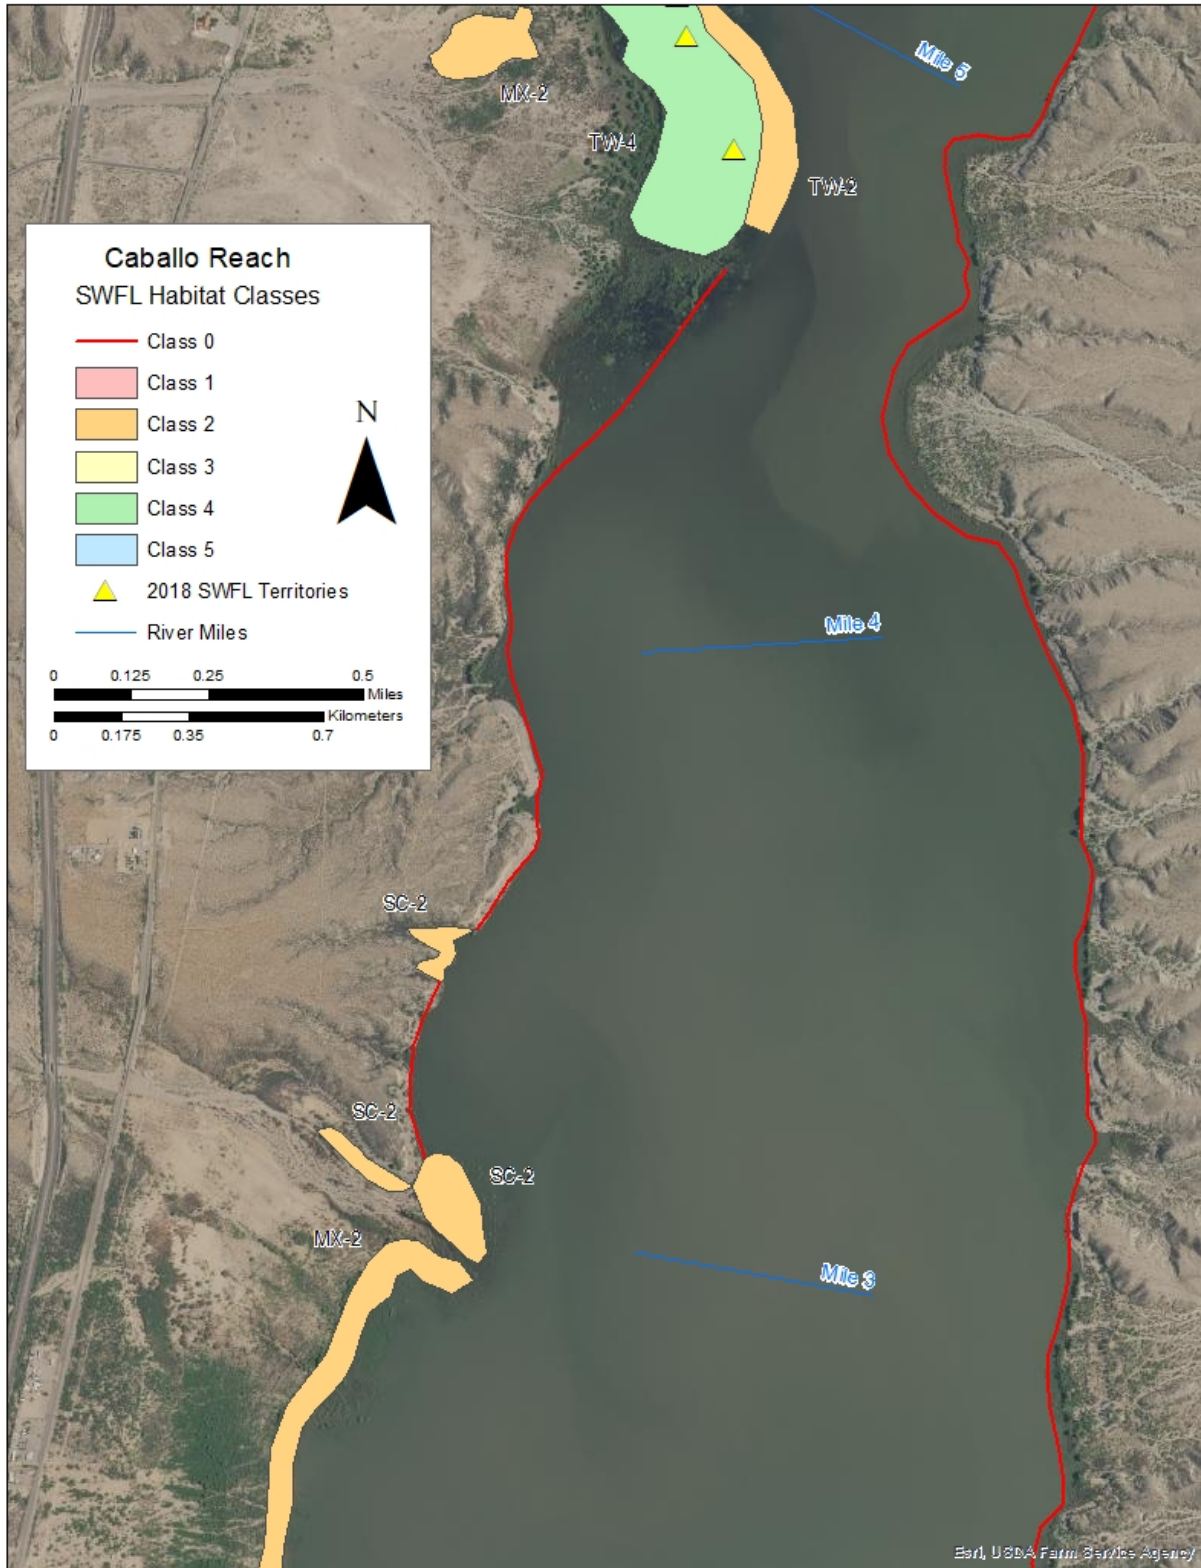 Mile 5
MX-2
TW-4
TW-2
Caballo Reach
SWFL Habitat Classes
Class 0
Class 1
Class 2
Class 3
Class 4
Class 5
2018 SWFL Territories
River Miles
N
0 0.125 0.25 0.5
Miles
Kilometers
0 0.175 0.35 0.7
Mile 4
SC-2
SC-2
SC-2
MX-2
Mile 3
Esri, USDA Farm Service Agency